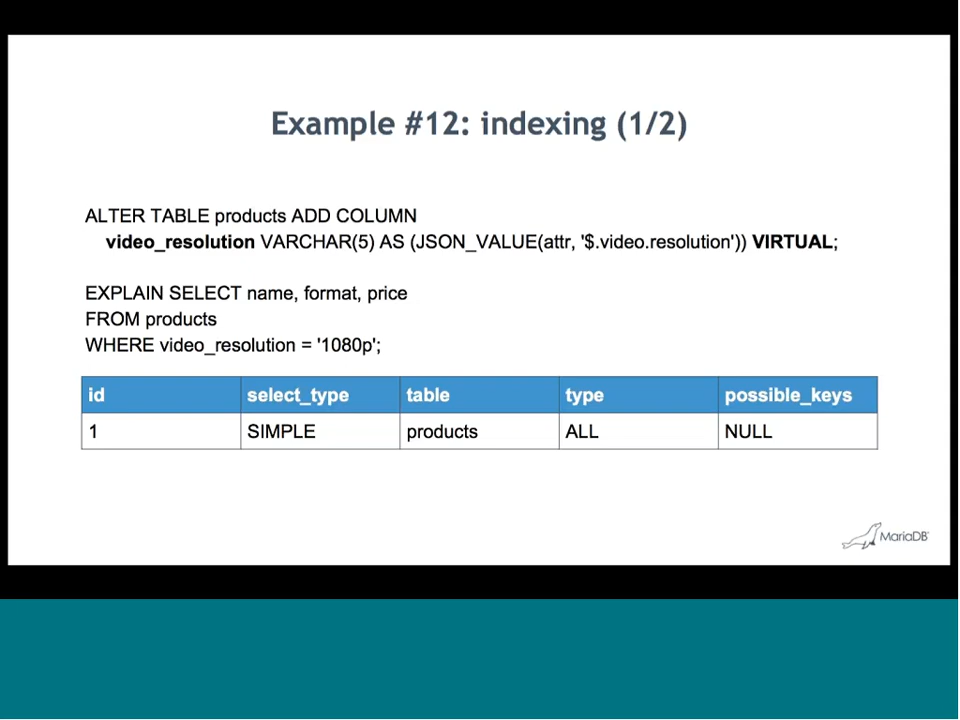 Example #12: indexing (1/2)
ALTER TABLE products ADD COLUMN
video_resolution VARCHAR(5) AS (JSON_VALUE(attr, '$.video.resolution')) VIRTUAL;
EXPLAIN SELECT name, format, price
FROM products
WHERE video_resolution = '1080p';
id select_type table type possible_keys
1 SIMPLE products ALL NULL
MariaDB